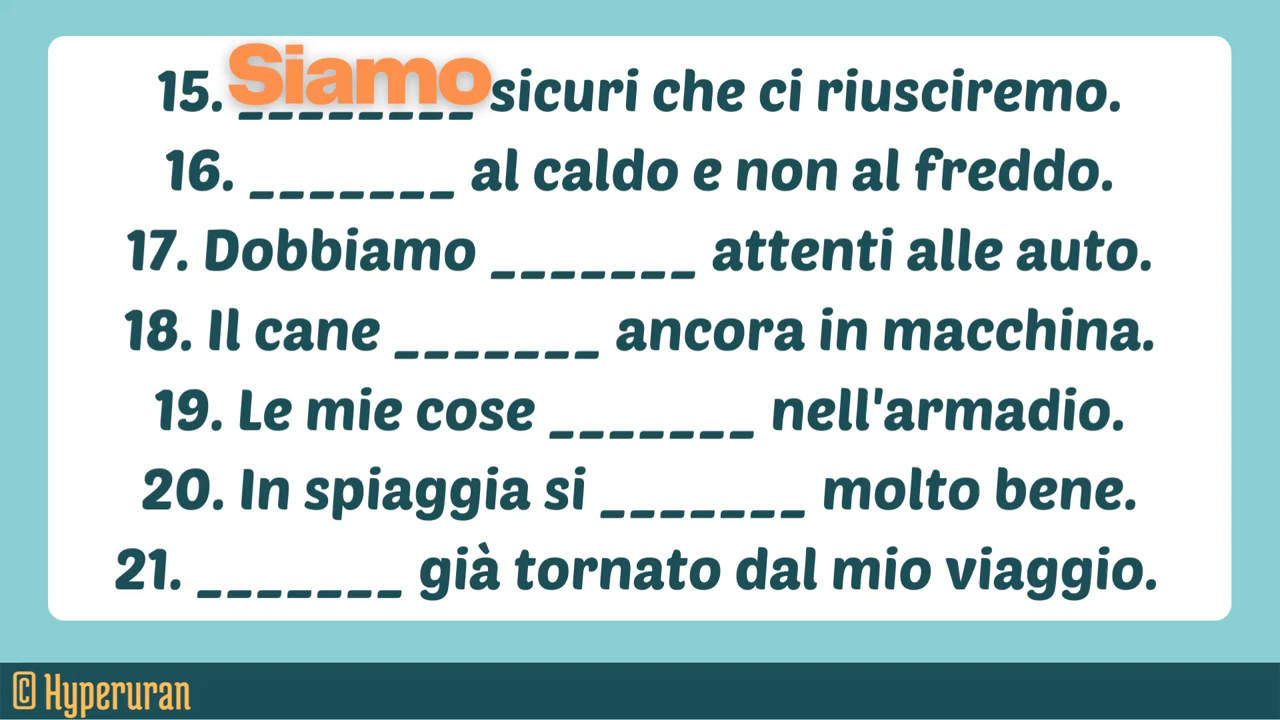 15. Siamo sicuri che ci riusciremo.
16. _______ al caldo e non al freddo.
17. Dobbiamo _______ attenti alle auto.
18. Il cane _______ ancora in macchina.
19. Le mie cose _______ nell'armadio.
20. In spiaggia si _______ molto bene.
21. _______ già tornato dal mio viaggio.
© Hyperuran